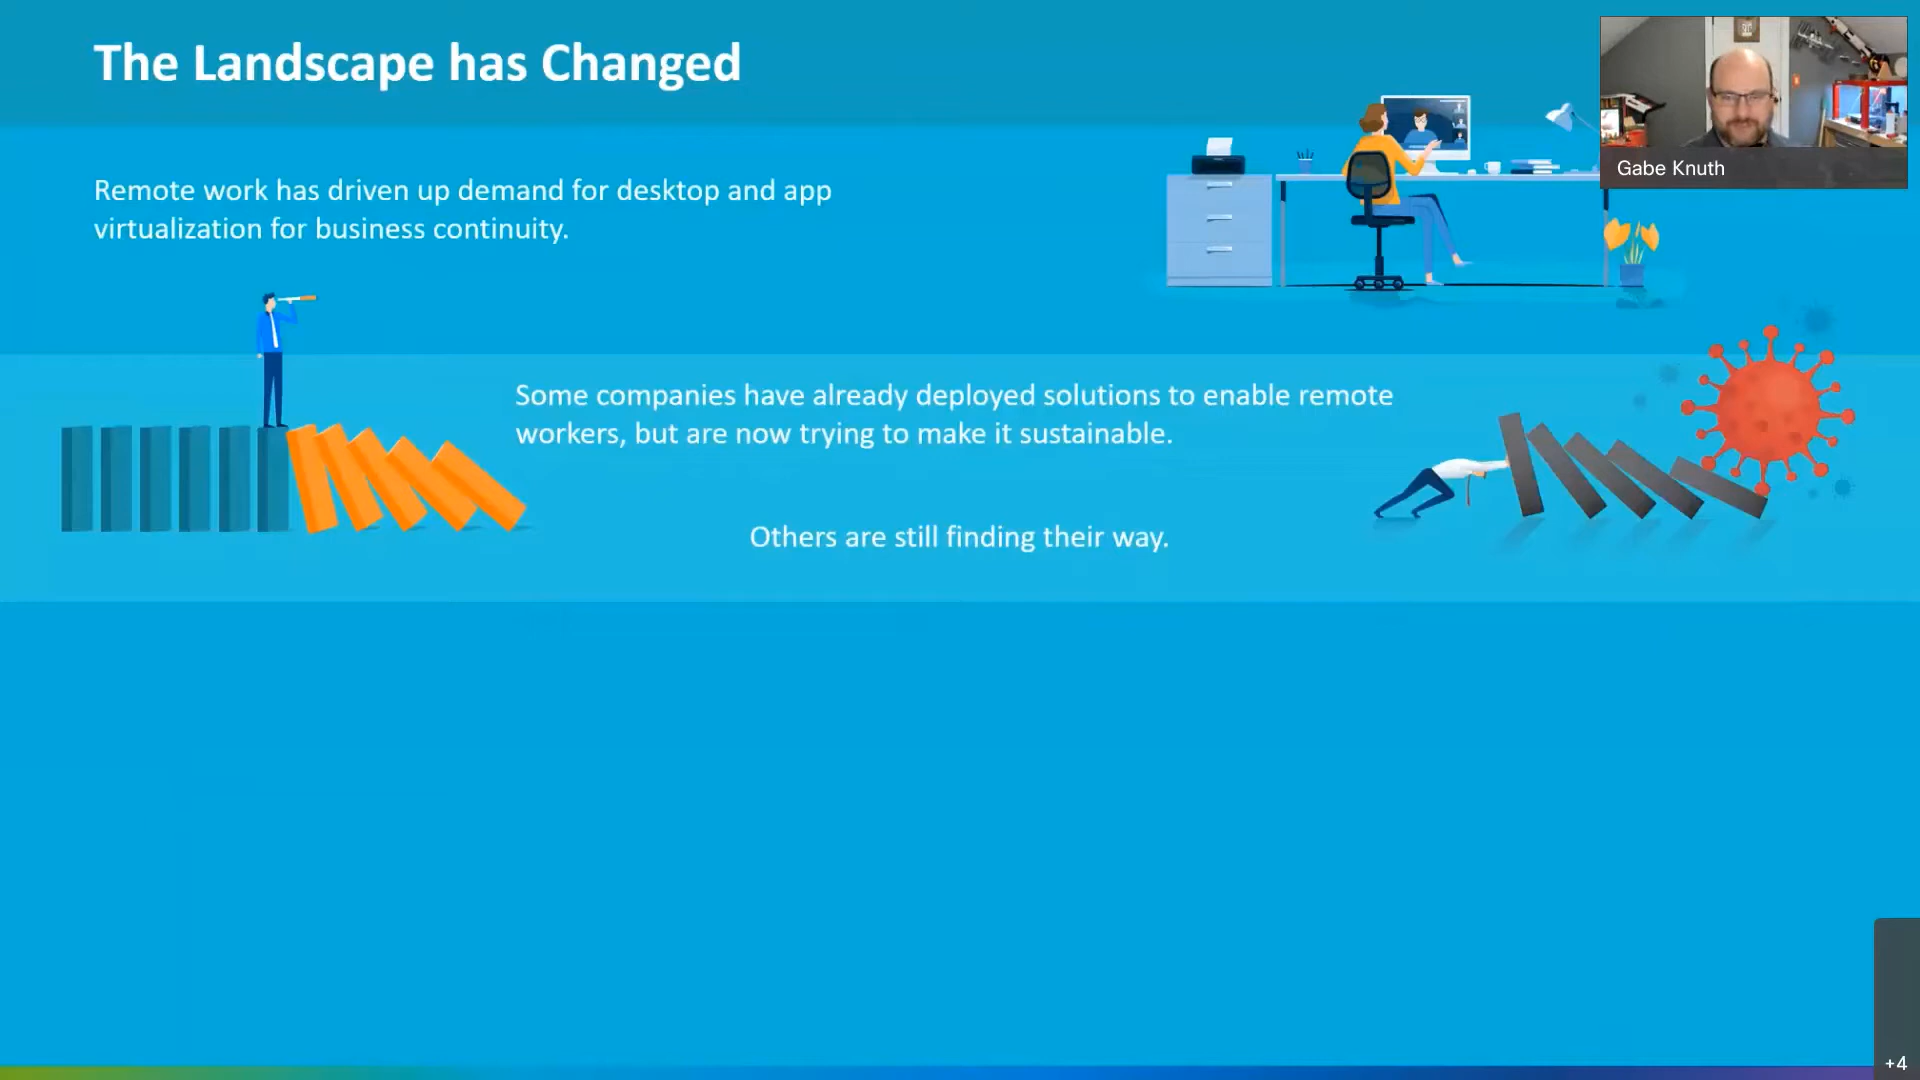 The Landscape has Changed
Gabe Knuth
Remote work has driven up demand for desktop and app
virtualization for business continuity.
Some companies have already deployed solutions to enable remote
workers, but are now trying to make it sustainable.
Others are still finding their way.
+4